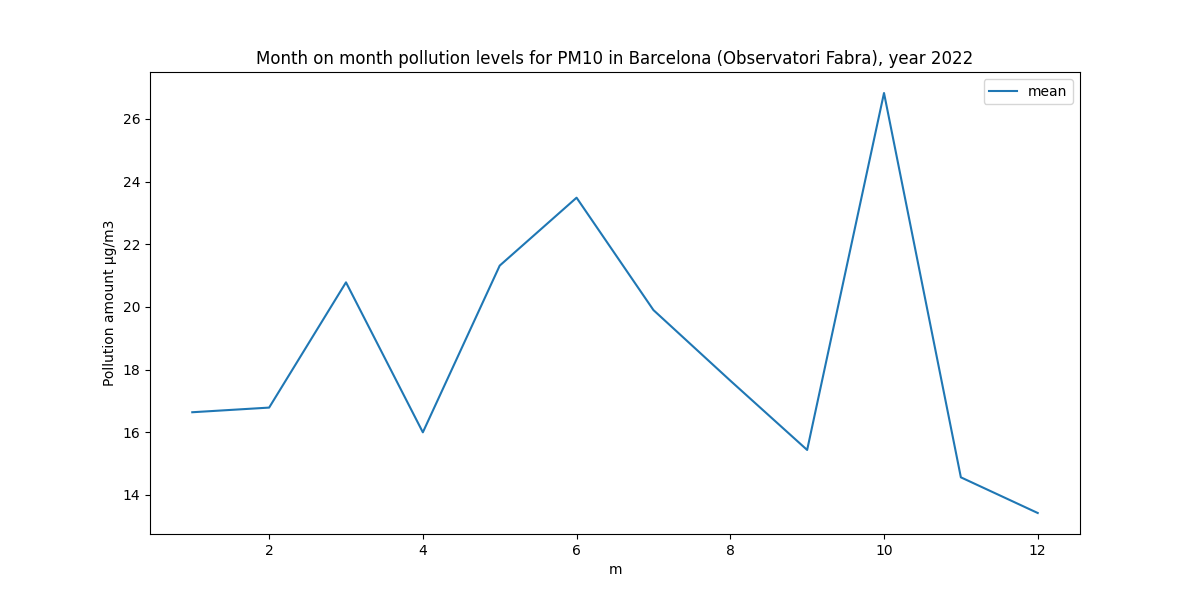 Month on month pollution levels for PM10 in Barcelona (Observatori Fabra), year 2022
mean
26
24
22
20
18
16
14
Pollution amount µg/m3
2 4 6 8 10 12
m